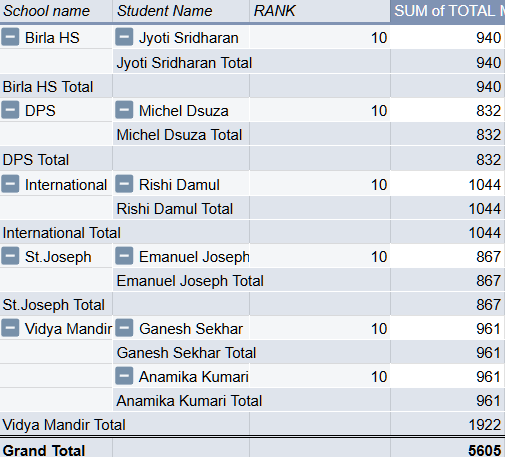 School name Student Name RANK SUM of TOTAL M
Birla HS Jyoti Sridharan 10 940
Jyoti Sridharan Total 940
Birla HS Total 940
DPS Michel Dsuza 10 832
Michel Dsuza Total 832
DPS Total 832
International Rishi Damul 10 1044
Rishi Damul Total 1044
International Total 1044
St.Joseph Emanuel Joseph 10 867
Emanuel Joseph Total 867
St.Joseph Total 867
Vidya Mandir Ganesh Sekhar 10 961
Ganesh Sekhar Total 961
Anamika Kumari 10 961
Anamika Kumari Total 961
Vidya Mandir Total 1922
Grand Total 5605